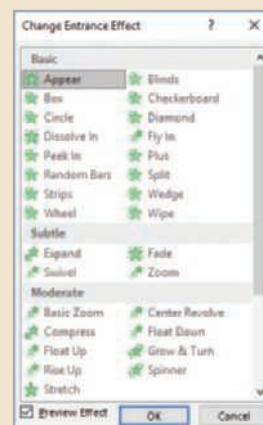 Change Entrance Effect ? ×
Basic
Appear Blinds
Box Checkerboard
Circle Diamond
Dissolve In Fly In
Peek In Plus
Random Bars Split
Strips Wedge
Wheel Wipe
Subtle
Expand Fade
Swivel Zoom
Moderate
Basic Zoom Center Revolve
Compress Float Down
Float Up Grow & Turn
Rise Up Spinner
Stretch
Preview Effect OK Cancel